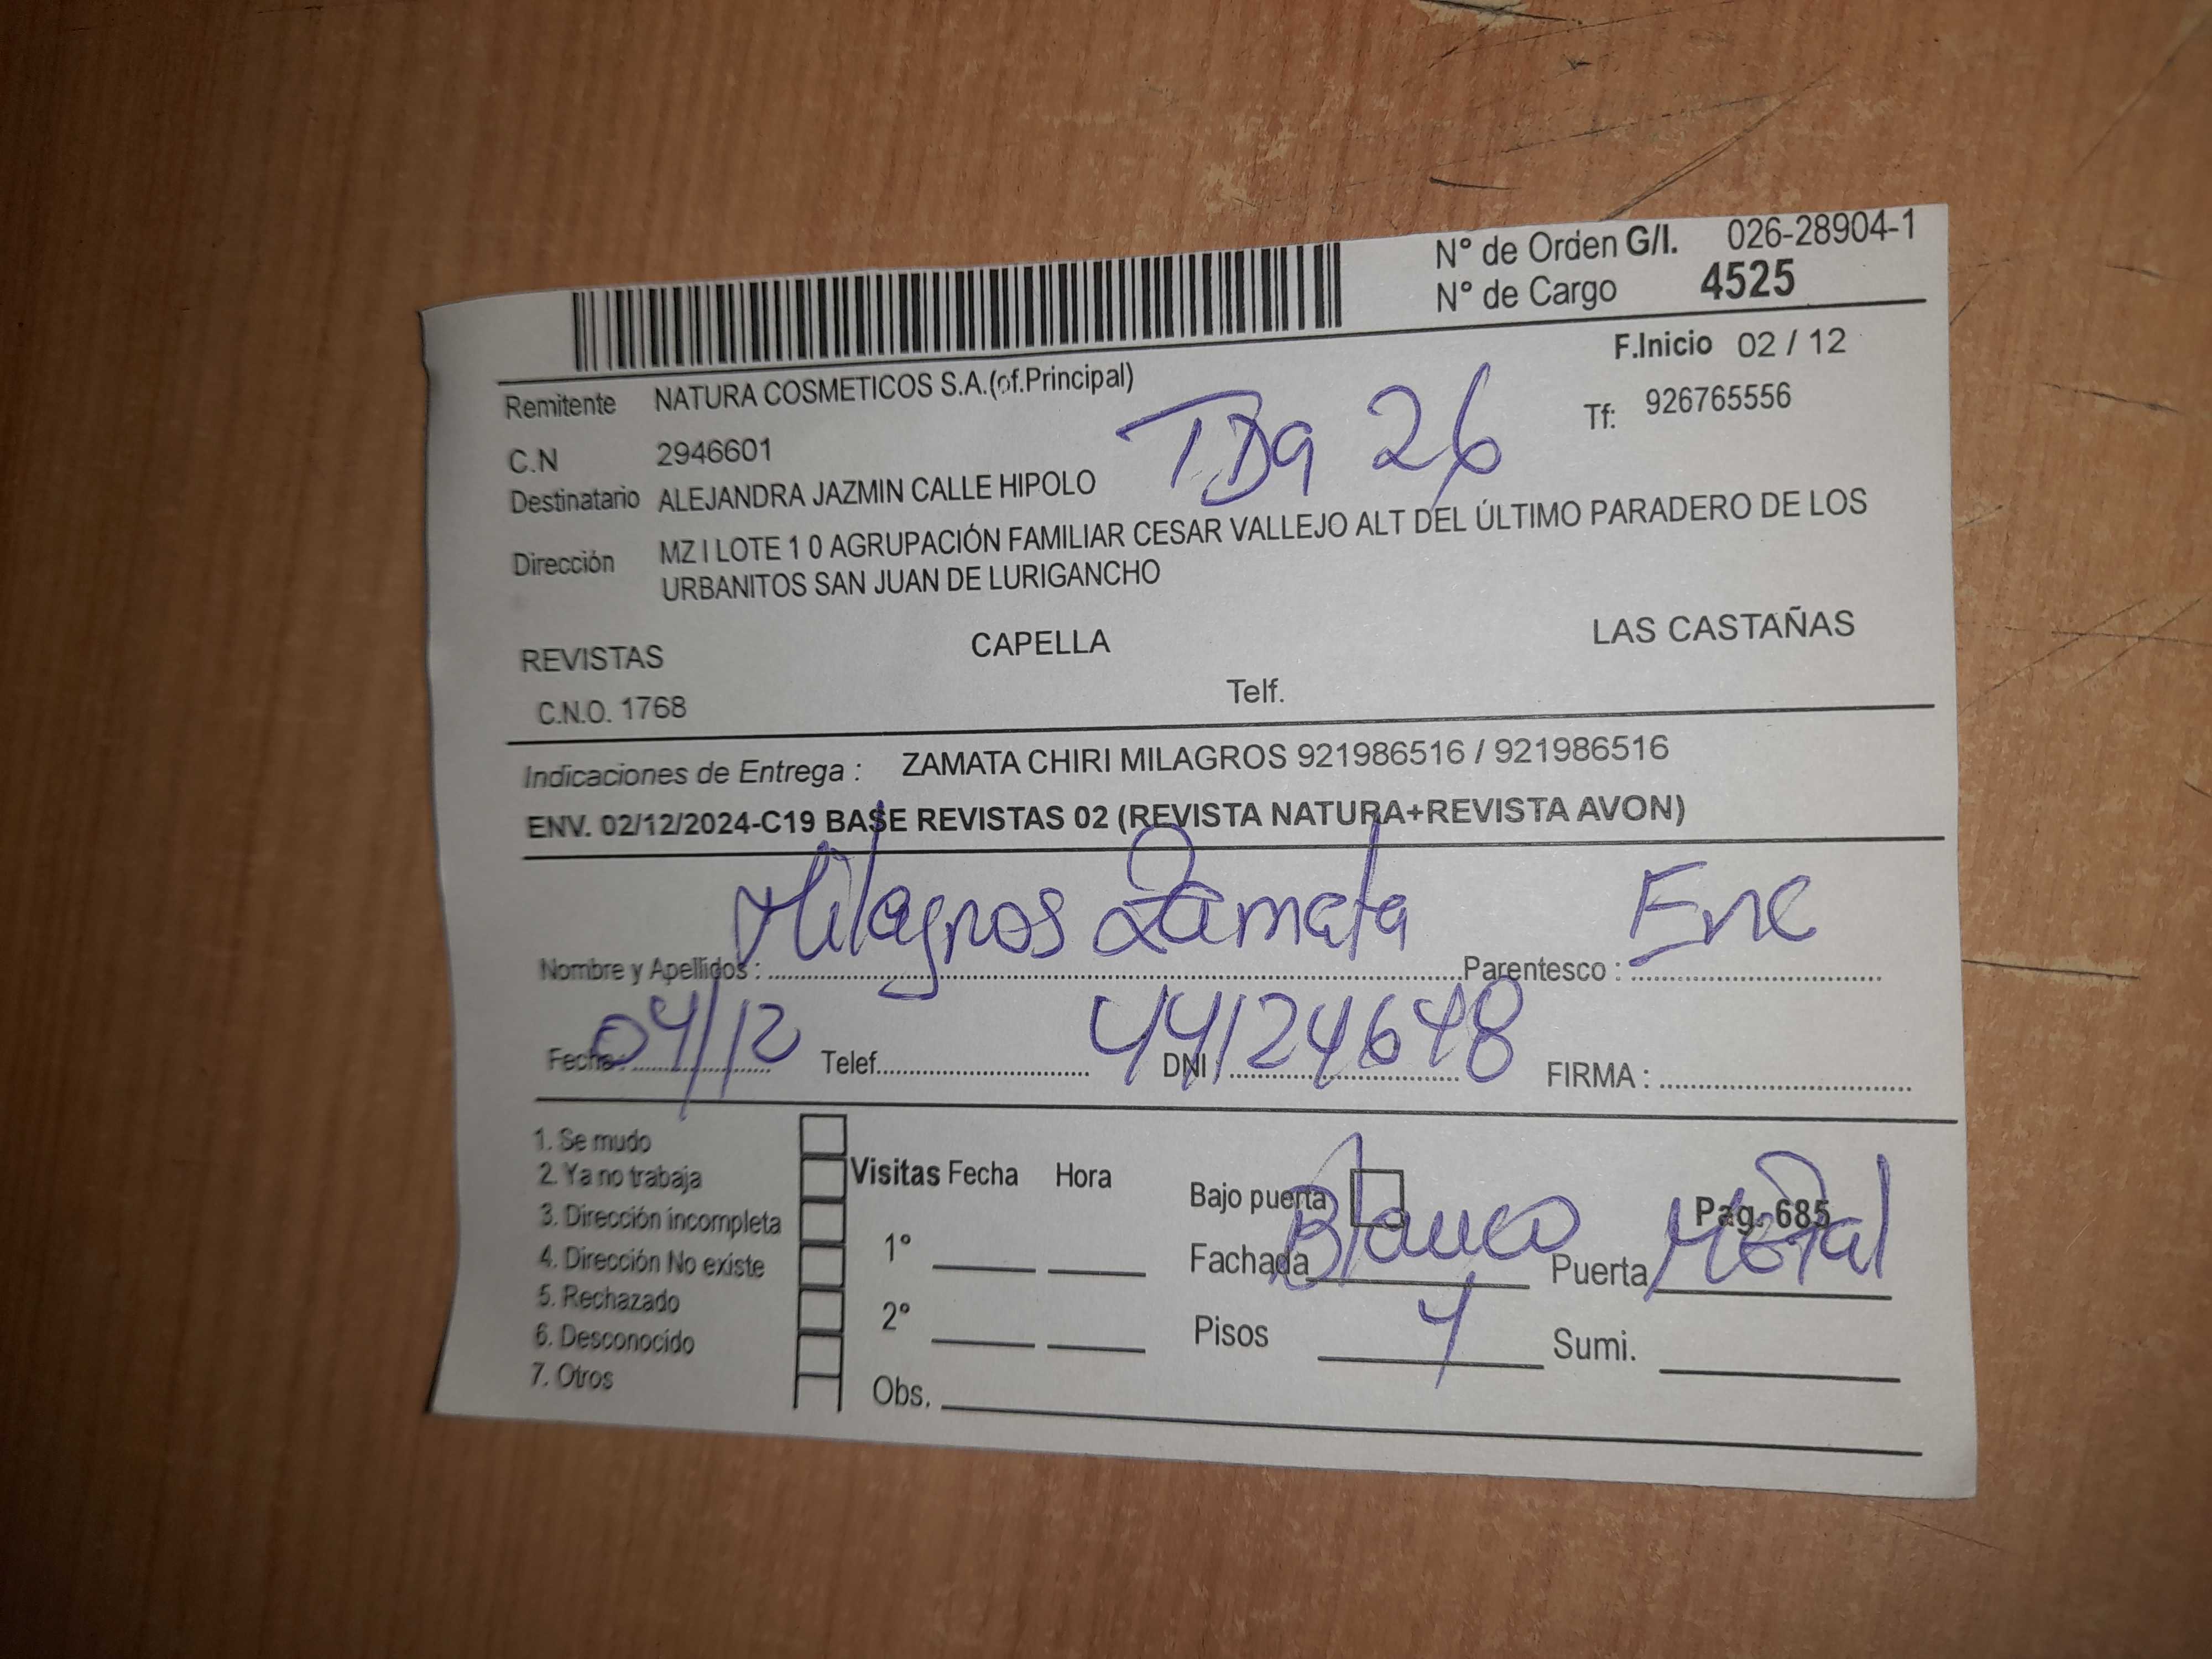 N° de Orden G/I. 026-28904-1
N° de Cargo 4525
F.Inicio 02 / 12
Remitente NATURA COSMETICOS S.A.(of.Principal)
Tf: 926765556
C.N 2946601
TDa 26
Destinatario ALEJANDRA JAZMIN CALLE HIPOLO
Dirección MZ I LOTE 1 0 AGRUPACIÓN FAMILIAR CESAR VALLEJO ALT DEL ÚLTIMO PARADERO DE LOS
URBANITOS SAN JUAN DE LURIGANCHO
REVISTAS CAPELLA LAS CASTAÑAS
C.N.O. 1768 Telf.
Indicaciones de Entrega : ZAMATA CHIRI MILAGROS 921986516 / 921986516
ENV. 02/12/2024-C19 BASE REVISTAS 02 (REVISTA NATURA+REVISTA AVON)
Nombre y Apellidos : Milagros Zamata Parentesco : Enc
Fecha: 04/12 Telef. DNI : 44124648 FIRMA :
1. Se mudo
2. Ya no trabaja
3. Dirección incompleta
4. Dirección No existe
5. Rechazado
6. Desconocido
7. Otros
Visitas Fecha Hora
1°
2°
Obs.
Bajo puerta Pag. 685
Fachada Blanco Puerta Metal
Pisos 4 Sumi.